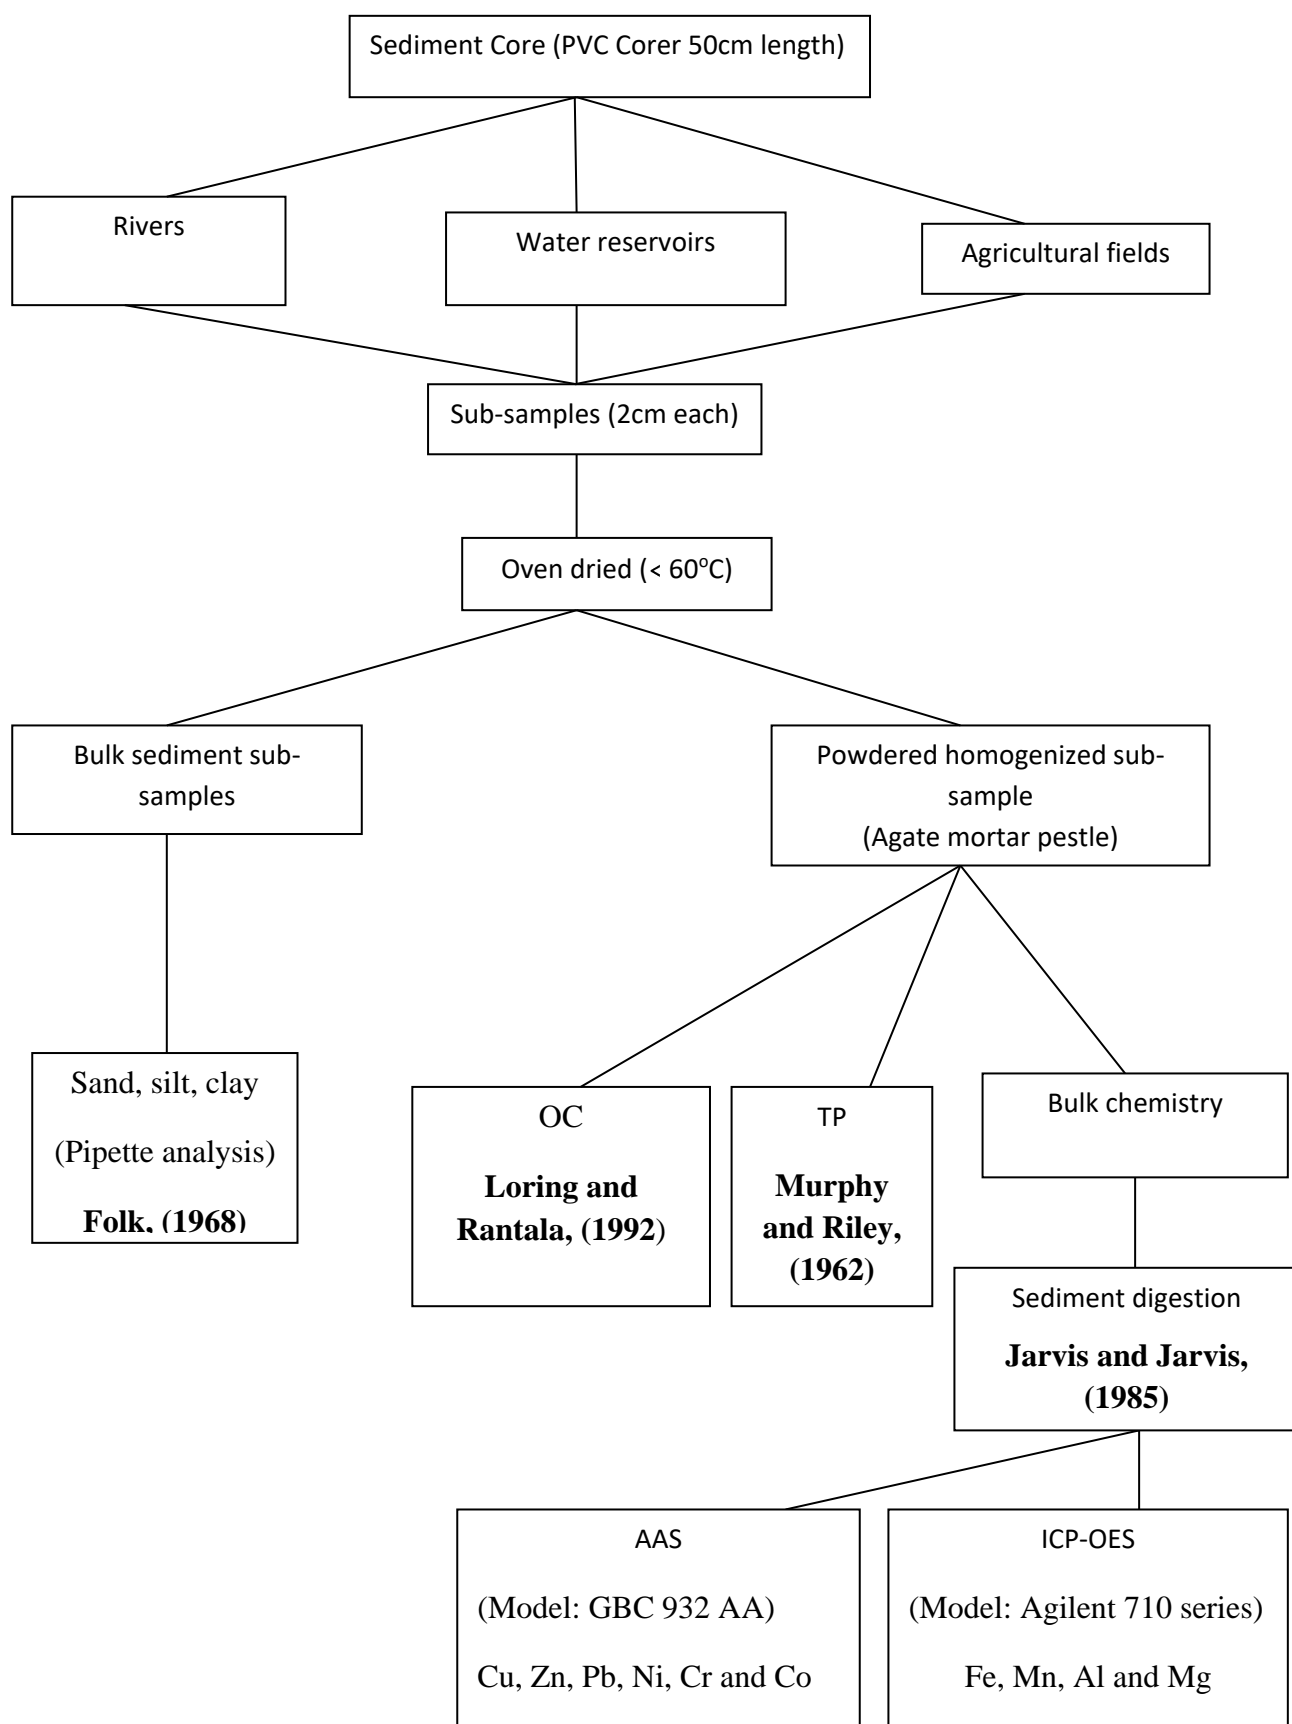 Sediment Core (PVC Corer 50cm length)
Rivers
Water reservoirs
Agricultural fields
Sub-samples (2cm each)
Oven dried (< 60°C)
Bulk sediment sub-
samples
Powdered homogenized sub-
sample
(Agate mortar pestle)
Sand, silt, clay
(Pipette analysis)
Folk, (1968)
OC
Loring and
Rantala, (1992)
TP
Murphy
and Riley,
(1962)
Bulk chemistry
Sediment digestion
Jarvis and Jarvis,
(1985)
AAS
(Model: GBC 932 AA)
Cu, Zn, Pb, Ni, Cr and Co
ICP-OES
(Model: Agilent 710 series)
Fe, Mn, Al and Mg